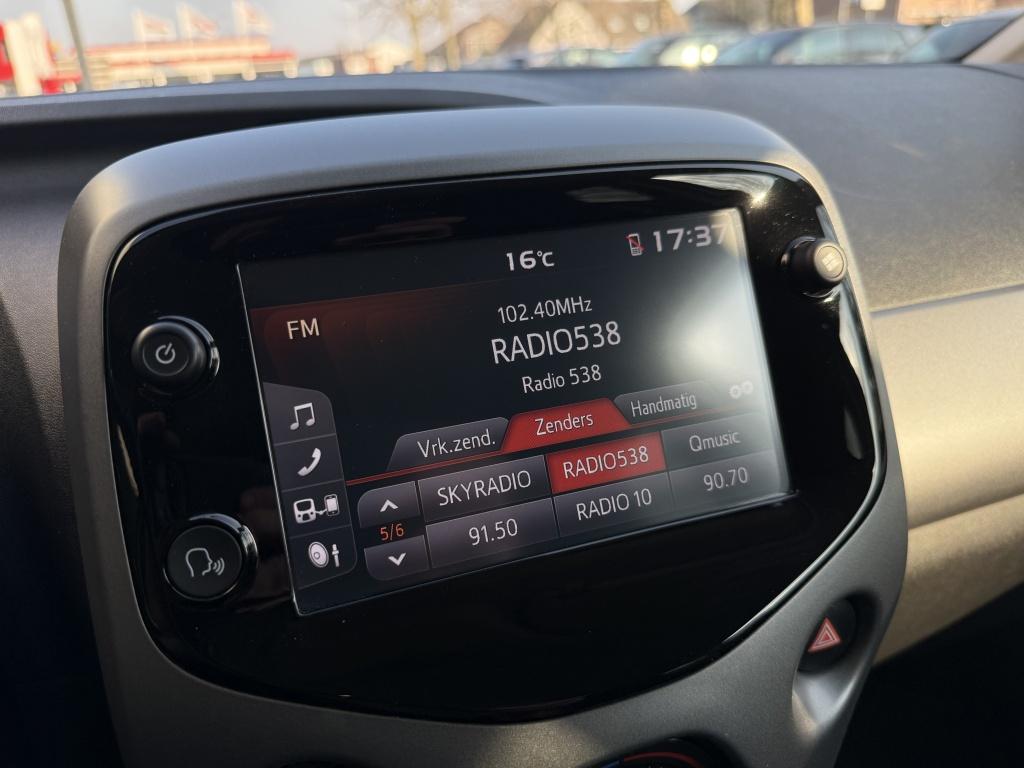 16°C
17:37
FM
102.40MHz
RADIO538
Radio 538
Vrk.zend.
Zenders
Handmatig
SKYRADIO
RADIO538
Qmusic
5/6
91.50
RADIO 10
90.70